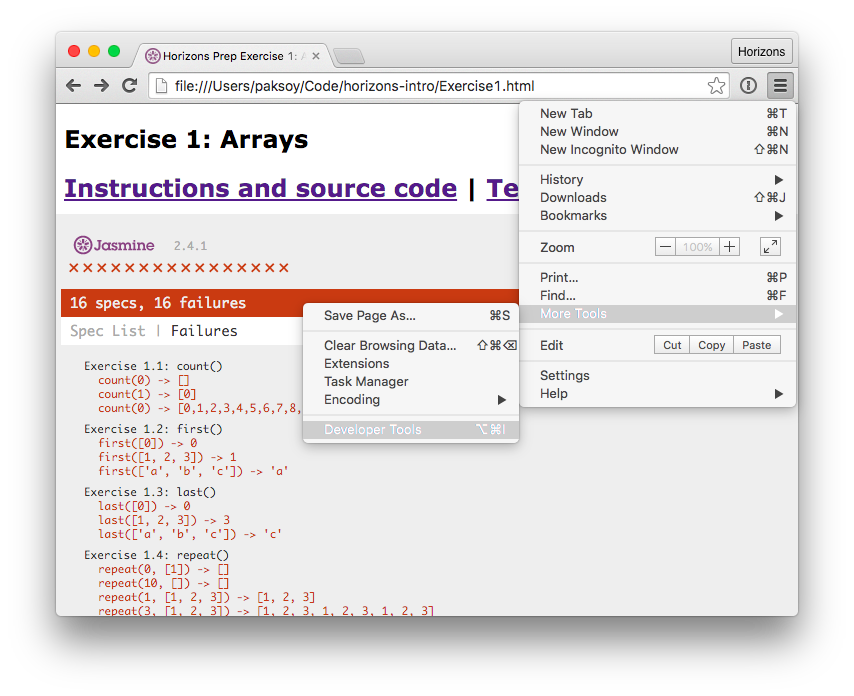 Horizons Prep Exercise 1:
Horizons
file:///Users/paksoy/Code/horizons-intro/Exercise1.html
Exercise 1: Arrays
Instructions and source code | Te
Jasmine 2.4.1
××××××××××××××××
16 specs, 16 failures
Spec List | Failures
Exercise 1.1: count()
count(0) -> []
count(1) -> [0]
count(0) -> [0,1,2,3,4,5,6,7,8,
Exercise 1.2: first()
first([0]) -> 0
first([1, 2, 3]) -> 1
first(['a', 'b', 'c']) -> 'a'
Exercise 1.3: last()
last([0]) -> 0
last([1, 2, 3]) -> 3
last(['a', 'b', 'c']) -> 'c'
Exercise 1.4: repeat()
repeat(0, [1]) -> []
repeat(10, []) -> []
repeat(1, [1, 2, 3]) -> [1, 2, 3]
repeat(3, [1, 2, 3]) -> [1, 2, 3, 1, 2, 3, 1, 2, 3]
New Tab ⌘T
New Window ⌘N
New Incognito Window ⇧⌘N
History ▶
Downloads ⇧⌘J
Bookmarks ▶
Zoom — 100% +
Print... ⌘P
Find... ⌘F
More Tools ▶
Edit Cut Copy Paste
Settings
Help ▶
Save Page As... ⌘S
Clear Browsing Data... ⇧⌘⌫
Extensions
Task Manager
Encoding ▶
Developer Tools ⌥⌘I